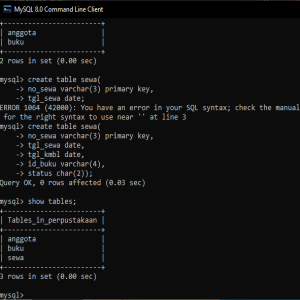 MySQL 8.0 Command Line Client
+------------------------+
| anggota |
| buku |
+------------------------+
2 rows in set (0.00 sec)
mysql> create table sewa(
-> no_sewa varchar(3) primary key,
-> tgl_sewa date;
ERROR 1064 (42000): You have an error in your SQL syntax; check the manual
for the right syntax to use near '' at line 3
mysql> create table sewa(
-> no_sewa varchar(3) primary key,
-> tgl_sewa date,
-> tgl_kmbl date,
-> id_buku varchar(4),
-> status char(2));
Query OK, 0 rows affected (0.03 sec)
mysql> show tables;
+------------------------+
| Tables_in_perpustakaan |
+------------------------+
| anggota |
| buku |
| sewa |
+------------------------+
3 rows in set (0.00 sec)
mysql>